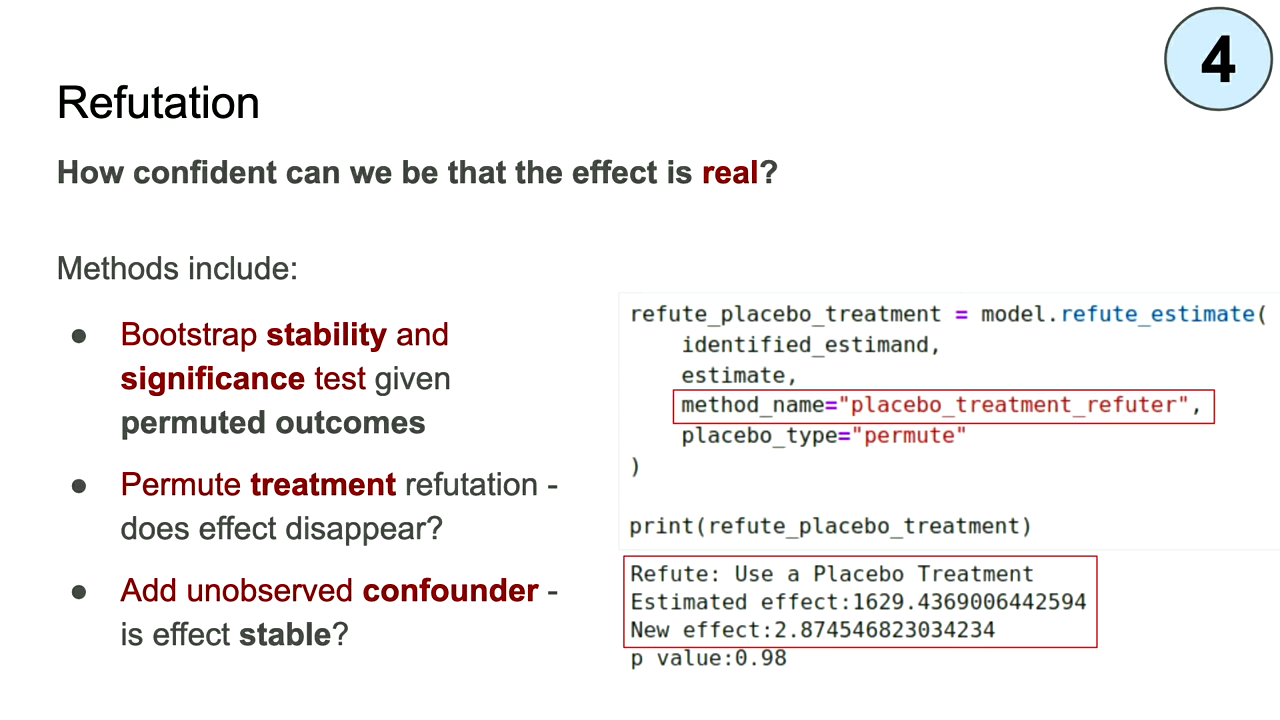 4
Refutation
How confident can we be that the effect is real?
Methods include:
● Bootstrap stability and
significance test given
permuted outcomes
● Permute treatment refutation -
does effect disappear?
● Add unobserved confounder -
is effect stable?
refute_placebo_treatment = model.refute_estimate(
    identified_estimand,
    estimate,
    method_name="placebo_treatment_refuter",
    placebo_type="permute"
)
print(refute_placebo_treatment)
Refute: Use a Placebo Treatment
Estimated effect:1629.4369006442594
New effect:2.874546823034234
p value:0.98